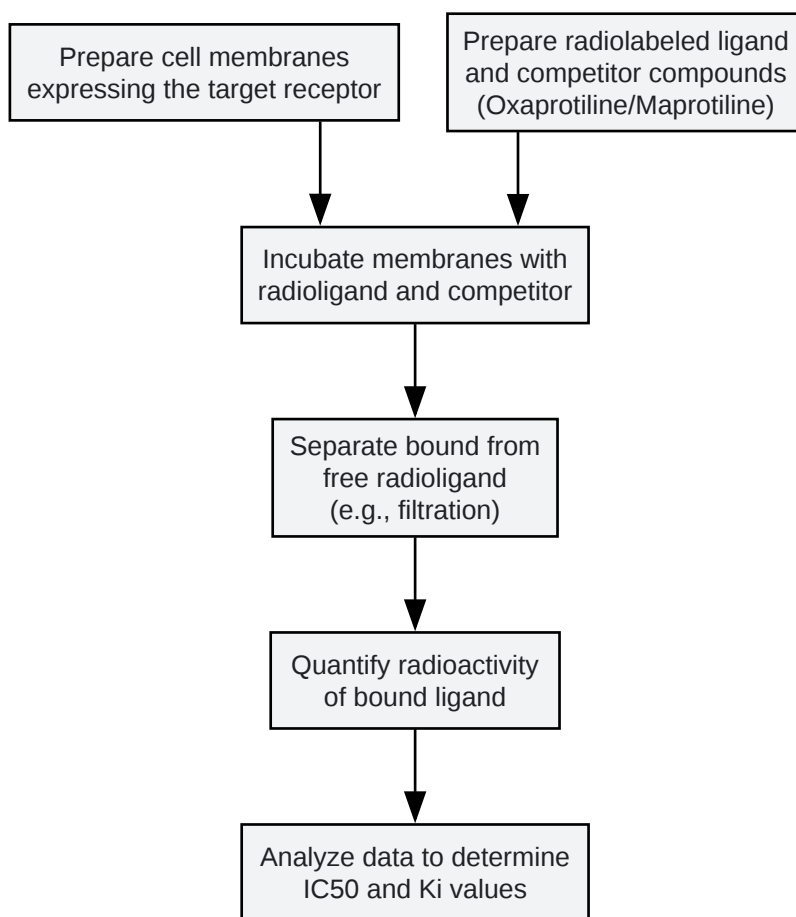 Prepare cell membranes
expressing the target receptor
Prepare radiolabeled ligand
and competitor compounds
(Oxaprotiline/Maprotiline)
Incubate membranes with
radioligand and competitor
Separate bound from
free radioligand
(e.g., filtration)
Quantify radioactivity
of bound ligand
Analyze data to determine
IC50 and Ki values